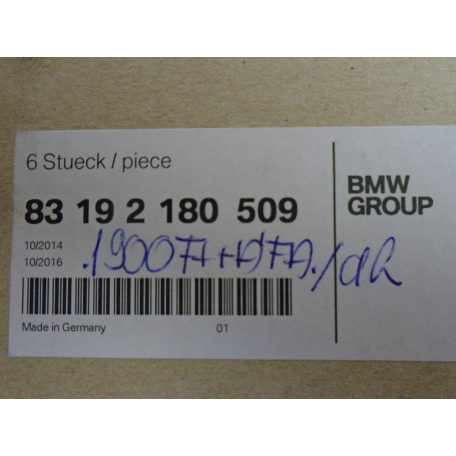 6 Stueck / piece
83 19 2 180 509
10/2014
10/2016
Made in Germany 01
BMW
GROUP